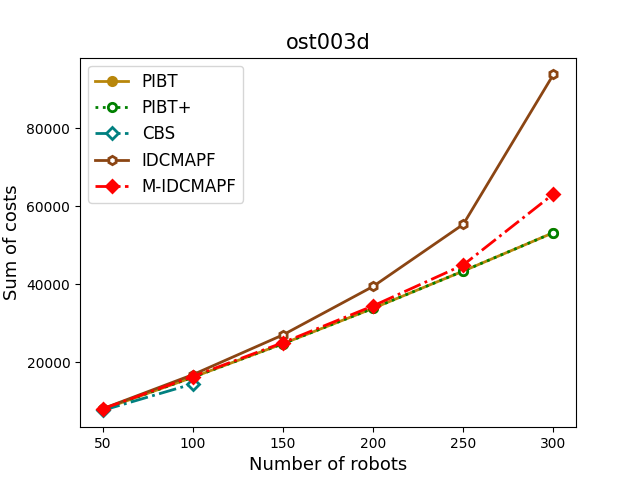 ost003d
PIBT
PIBT+
CBS
IDCMAPF
M-IDCMAPF
Sum of costs
80000
60000
40000
20000
50 100 150 200 250 300
Number of robots